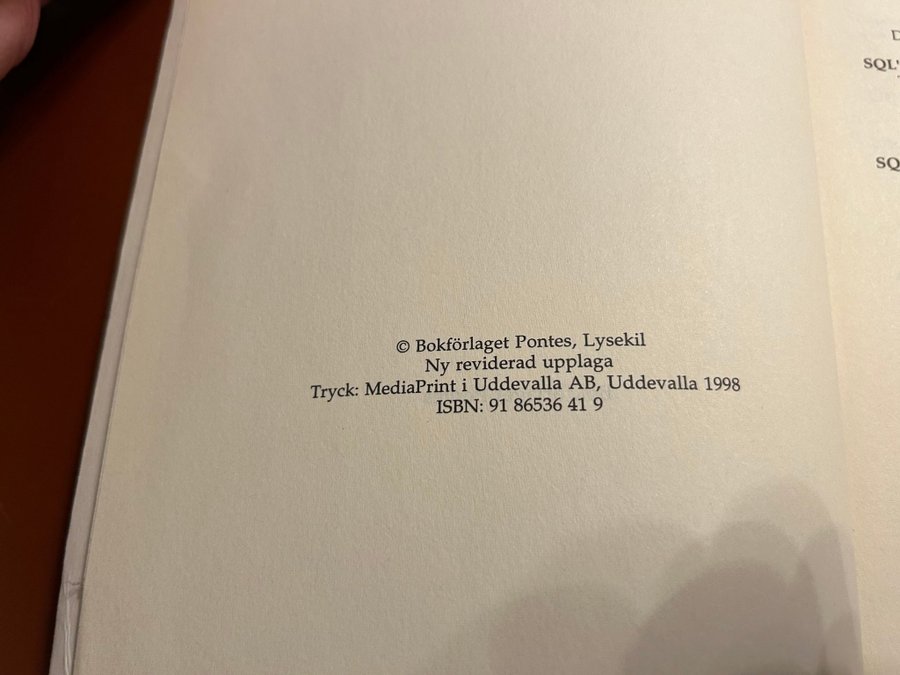 © Bokförlaget Pontes, Lysekil
Ny reviderad upplaga
Tryck: MediaPrint i Uddevalla AB, Uddevalla 1998
ISBN: 91 86536 41 9